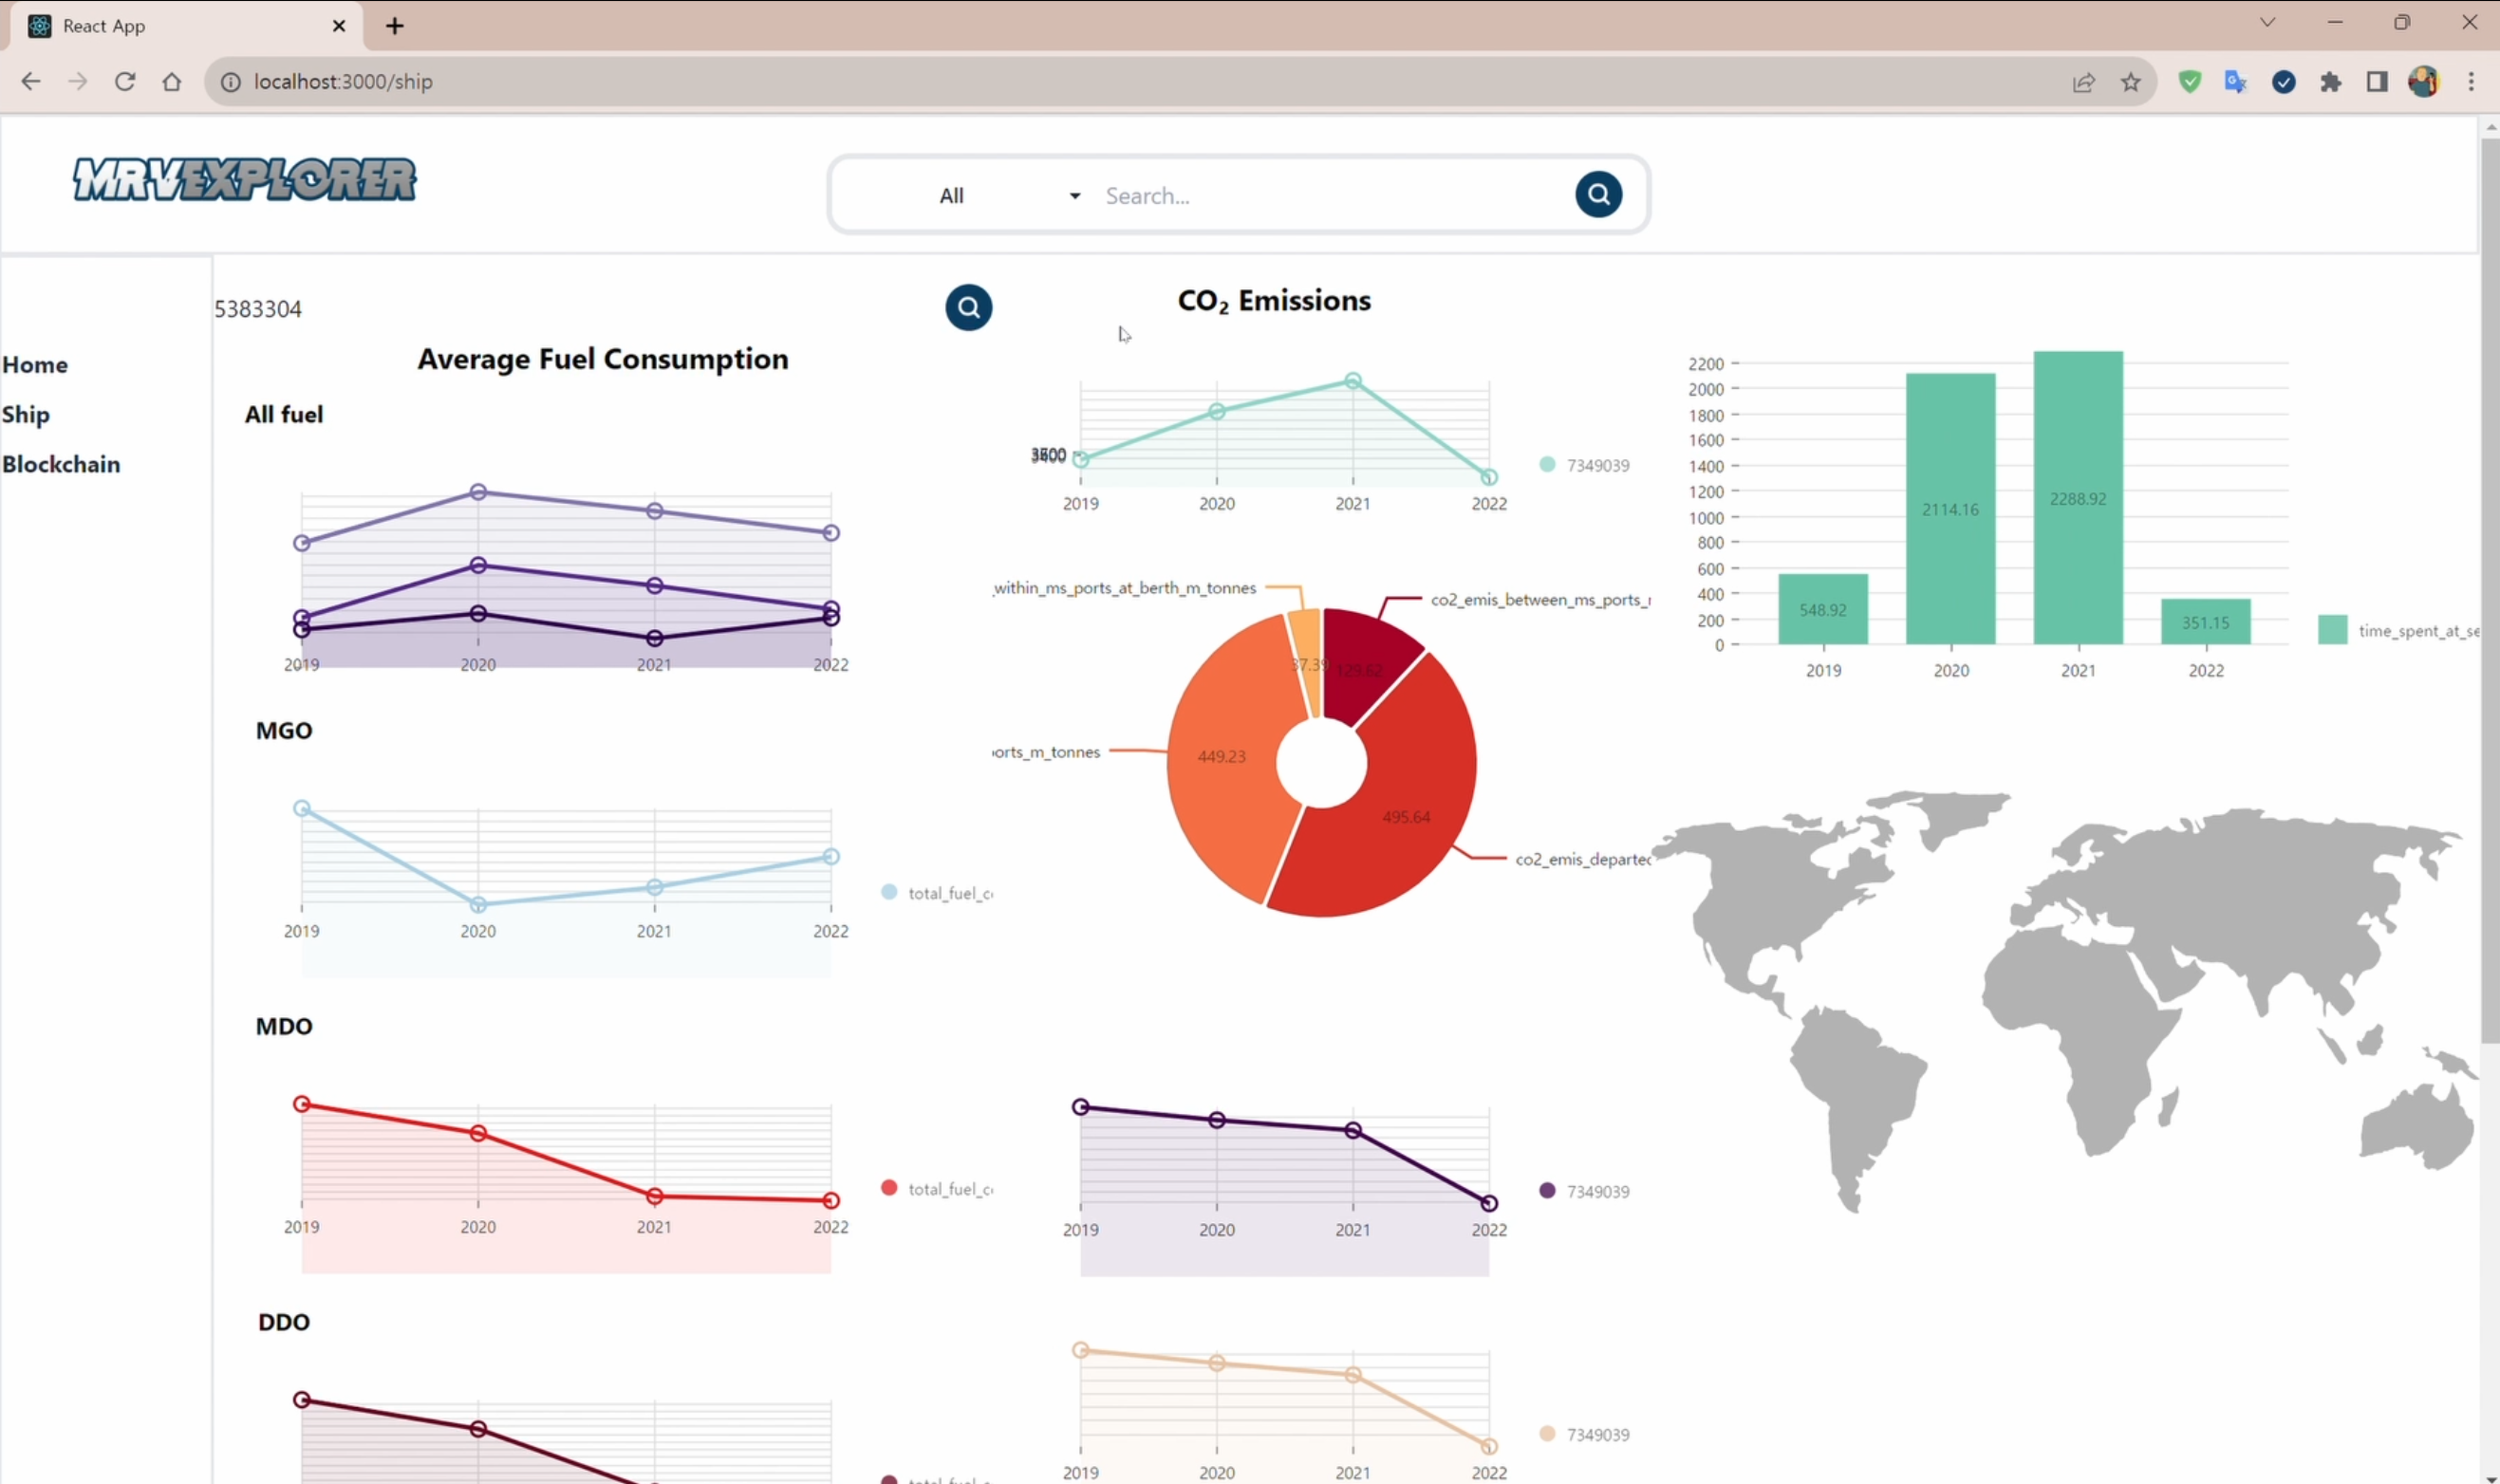 React App
localhost:3000/ship
MRVEXPLORER
All
Search...
Home
Ship
Blockchain
5383304
Average Fuel Consumption
All fuel
2019 2020 2021 2022
MGO
2019 2020 2021 2022
total_fuel_c
MDO
2019 2020 2021 2022
total_fuel_c
DDO
CO₂ Emissions
2019 2020 2021 2022
7349039
_within_ms_ports_at_berth_m_tonnes
co2_emis_between_ms_ports_
37.39
129.62
orts_m_tonnes
449.23
495.64
co2_emis_departed
2019 2020 2021 2022
7349039
2019 2020 2021 2022
7349039
2200
2000
1800
1600
1400
1200
1000
800
600
400
200
0
548.92
2114.16
2288.92
351.15
2019 2020 2021 2022
time_spent_at_se